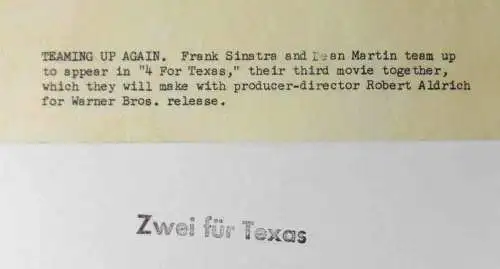 TEAMING UP AGAIN. Frank Sinatra and Dean Martin team up
to appear in "4 For Texas," their third movie together,
which they will make with producer-director Robert Aldrich
for Warner Bros. release.
Zwei für Texas